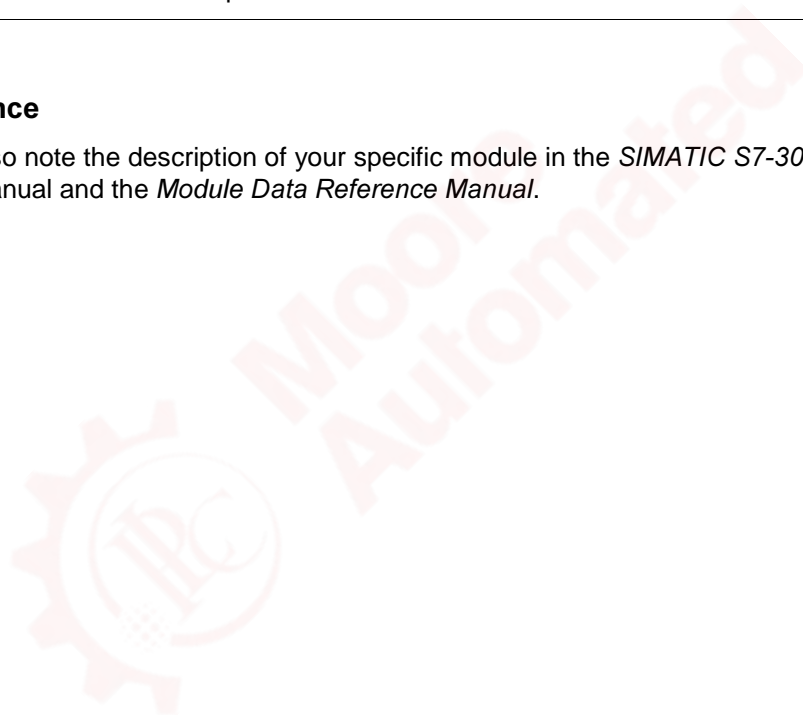 nce
so note the description of your specific module in the SIMATIC S7-30
anual and the Module Data Reference Manual.
Moore
Automated